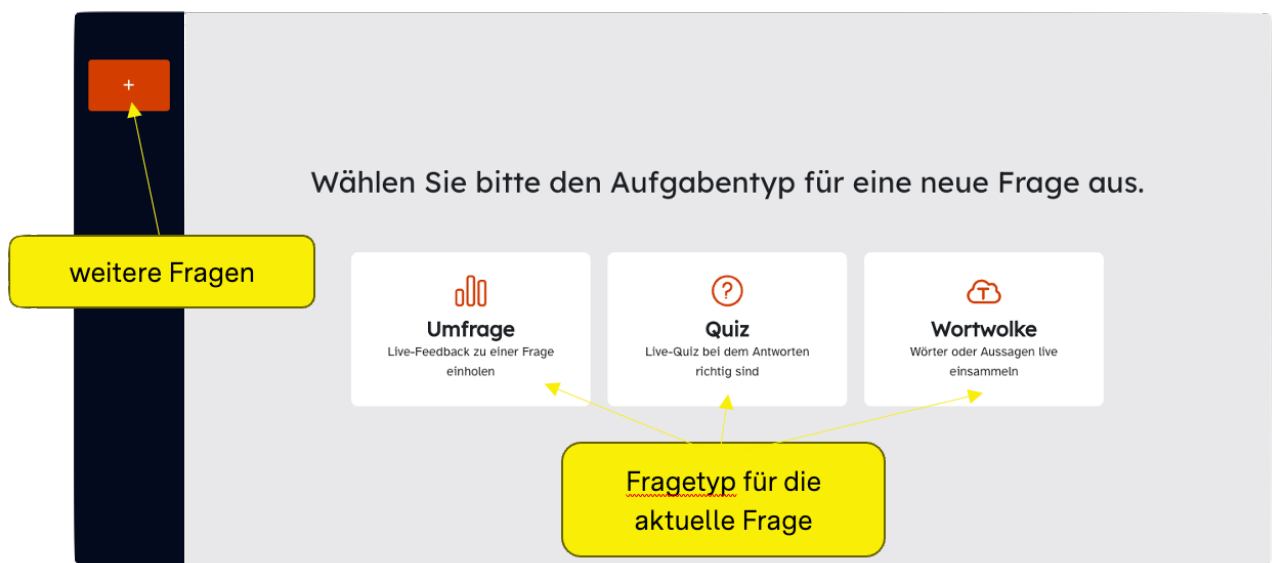 +
Wählen Sie bitte den Aufgabentyp für eine neue Frage aus.
weitere Fragen
Umfrage
Live-Feedback zu einer Frage
einholen
Quiz
Live-Quiz bei dem Antworten
richtig sind
Wortwolke
Wörter oder Aussagen live
einsammeln
Fragetyp für die
aktuelle Frage